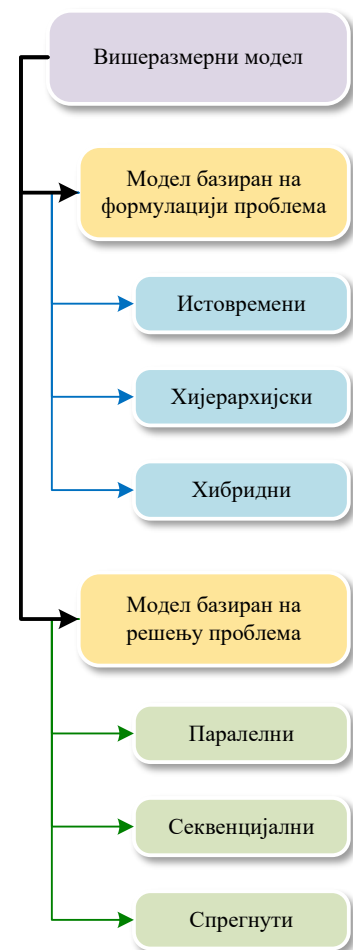 Вишеразмерни модел
Модел базиран на
формулацији проблема
Истовремени
Хијерархијски
Хибридни
Модел базиран на
решењу проблема
Паралелни
Секвенцијални
Спрегнути